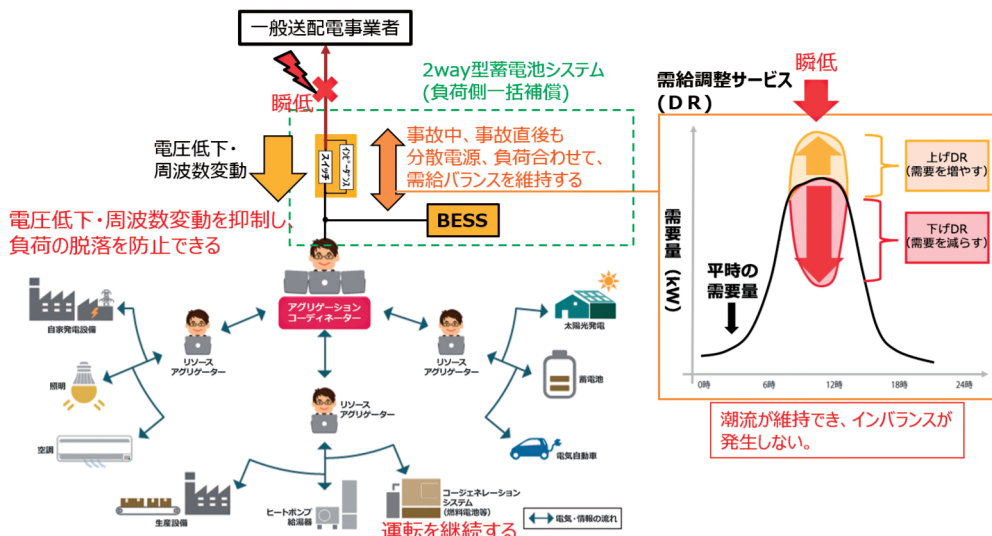 一般送配電事業者
瞬低
2way型蓄電池システム
(負荷側一括補償)
電圧低下・
周波数変動
スイッチ
インピーダンス
事故中、事故直後も
分散電源、負荷合わせて、
需給バランスを維持する
BESS
電圧低下・周波数変動を抑制し、
負荷の脱落を防止できる
アグリゲーション
コーディネーター
自家発電設備
リソース
アグリゲーター
照明
空調
リソース
アグリゲーター
生産設備
ヒートポンプ
給湯器
コージェネレーション
システム
(燃料電池等)
運転を継続する
リソース
アグリゲーター
太陽光発電
蓄電池
電気自動車
電気・情報の流れ
需給調整サービス
(DR)
瞬低
需要量 (kW)
平時の
需要量
上げDR
(需要を増やす)
下げDR
(需要を減らす)
0時
6時
12時
18時
24時
潮流が維持でき、インバランスが
発生しない。